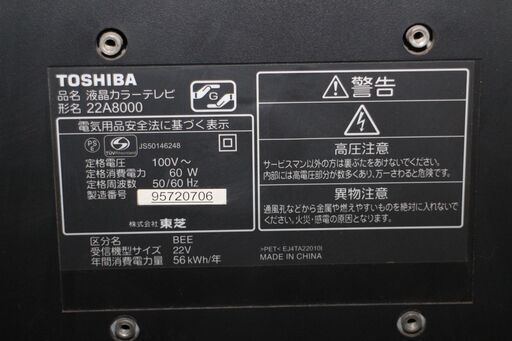 TOSHIBA
品名 液晶カラーテレビ
形名 22A8000
G
電気用品安全法に基づく表示
PS
E
TÜVRheinland
JS50146248
定格電圧 100V～
定格消費電力 60 W
定格周波数 50/60 Hz
製造番号 95720706
株式会社 東芝
区分名 BEE
受信機型サイズ 22V
年間消費電力量 56kWh/年
警告
高圧注意
サービスマン以外の方は裏ぶたをあけないでください。
内部には高電圧部分が数多くあり、万一さわると危険です。
異物注意
通風孔などから金属や燃えやすいものを絶対に入れないで
ください。火災・感電の原因となります。
>PET< EJ4TA22010I
MADE IN CHINA